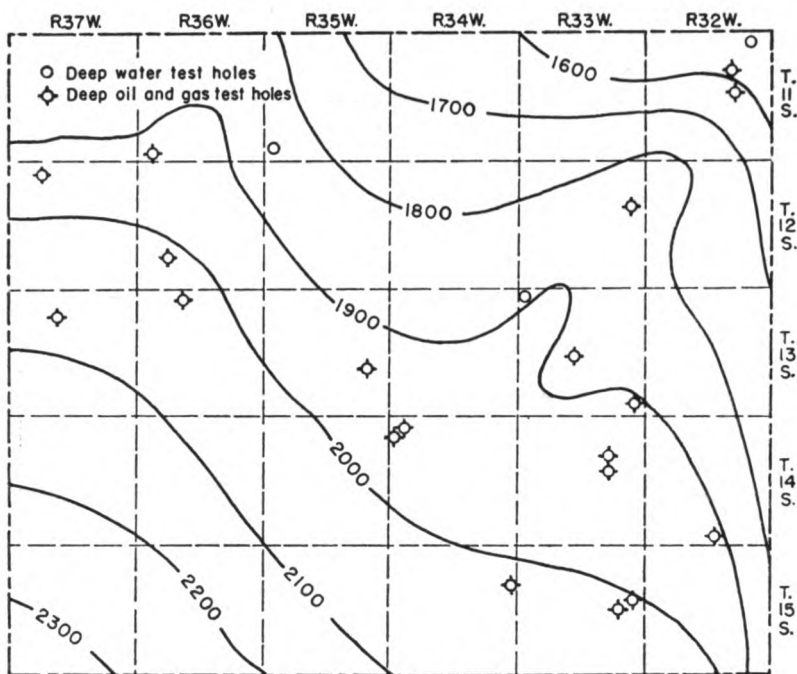 R37W. R36W. R35W. R34W. R33W. R32W.
Deep water test holes
Deep oil and gas test holes
1600
1700
1800
1900
2000
2100
2200
2300
T. 11 S.
T. 12 S.
T. 13 S.
T. 14 S.
T. 15 S.